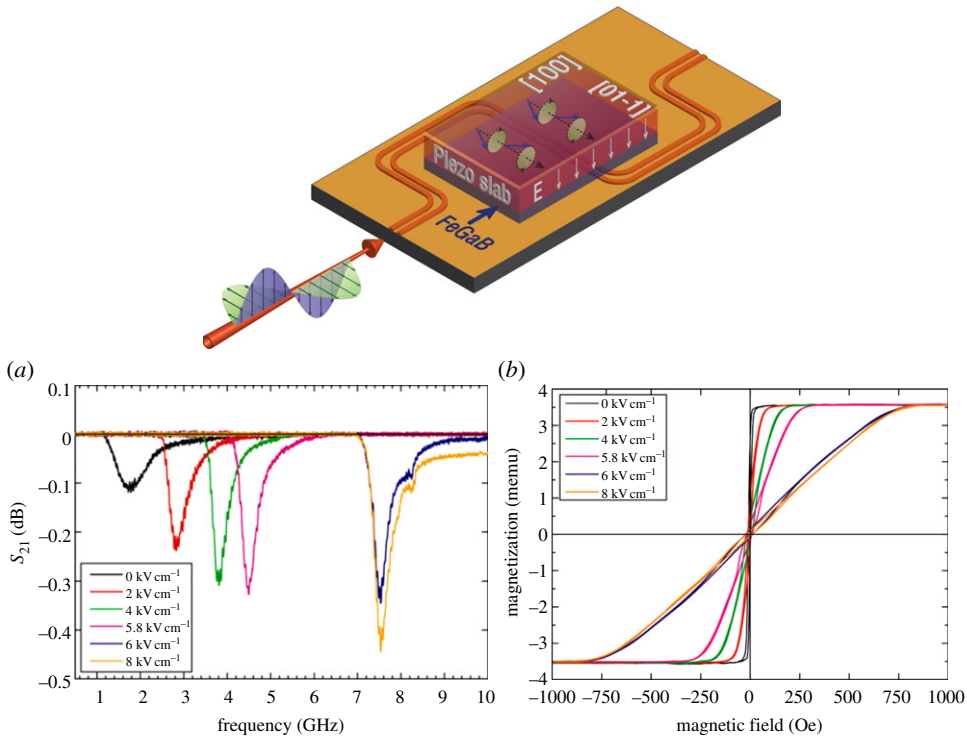 [100]
[01-1]
Piezo slab
E
FeGaB
(a)
0.1
0
–0.1
–0.2
–0.3
–0.4
–0.5
S21 (dB)
0 kV cm–1
2 kV cm–1
4 kV cm–1
5.8 kV cm–1
6 kV cm–1
8 kV cm–1
1 2 3 4 5 6 7 8 9 10
frequency (GHz)
(b)
4
3
2
1
0
–1
–2
–3
–4
magnetization (memu)
0 kV cm–1
2 kV cm–1
4 kV cm–1
5.8 kV cm–1
6 kV cm–1
8 kV cm–1
–1000 –750 –500 –250 0 250 500 750 1000
magnetic field (Oe)